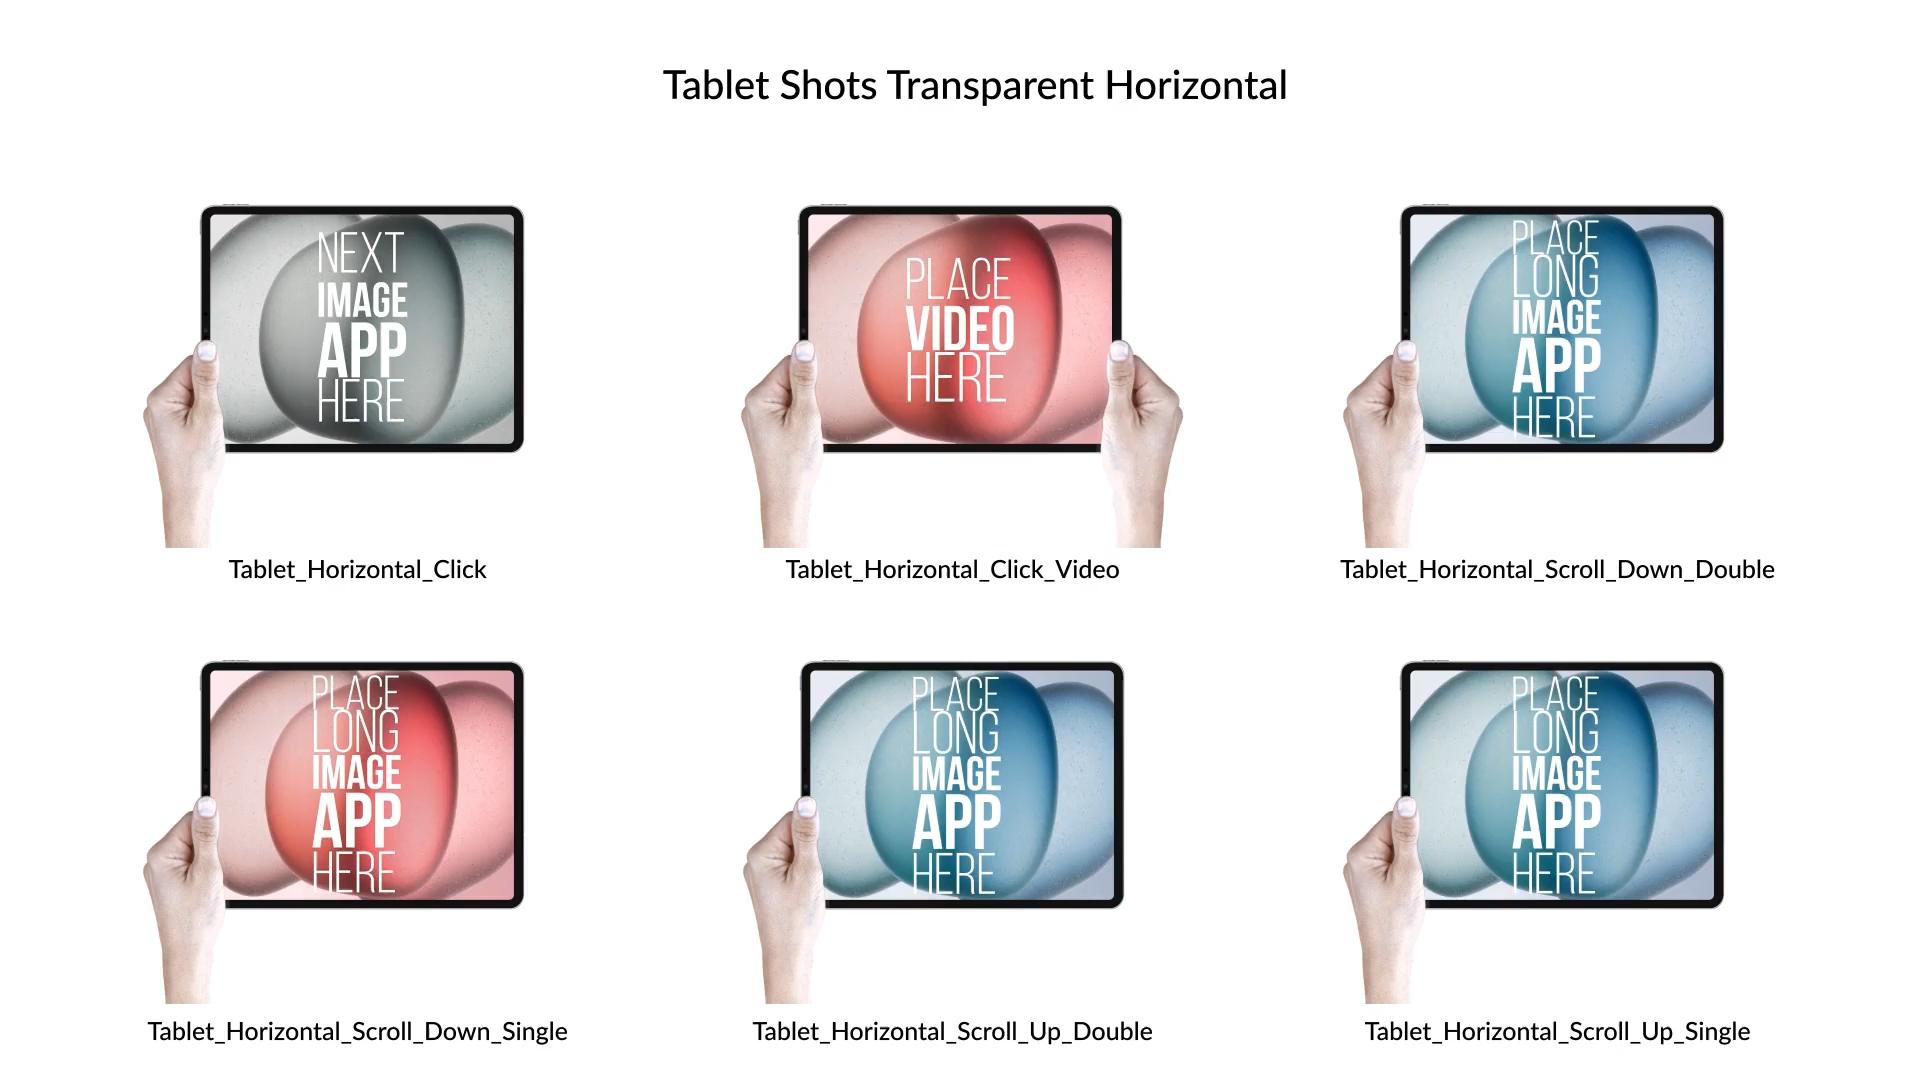 Tablet Shots Transparent Horizontal
NEXT
IMAGE
APP
HERE
Tablet_Horizontal_Click
PLACE
VIDEO
HERE
Tablet_Horizontal_Click_Video
PLACE
LONG
IMAGE
APP
HERE
Tablet_Horizontal_Scroll_Down_Double
PLACE
LONG
IMAGE
APP
HERE
Tablet_Horizontal_Scroll_Down_Single
PLACE
LONG
IMAGE
APP
HERE
Tablet_Horizontal_Scroll_Up_Double
PLACE
LONG
IMAGE
APP
HERE
Tablet_Horizontal_Scroll_Up_Single